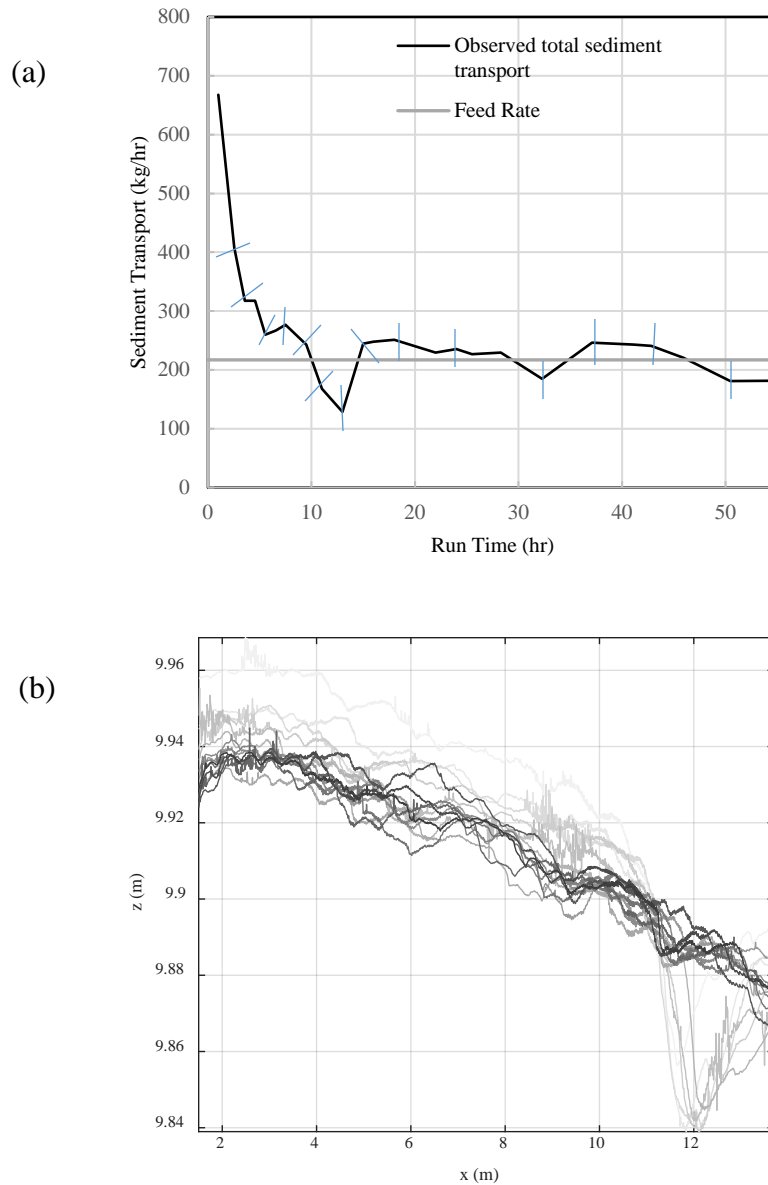 (a)
800
700
600
500
400
300
200
100
0
Sediment Transport (kg/hr)
Observed total sediment
transport
Feed Rate
0 10 20 30 40 50
Run Time (hr)
(b)
9.96
9.94
9.92
9.9
9.88
9.86
9.84
z (m)
2 4 6 8 10 12
x (m)